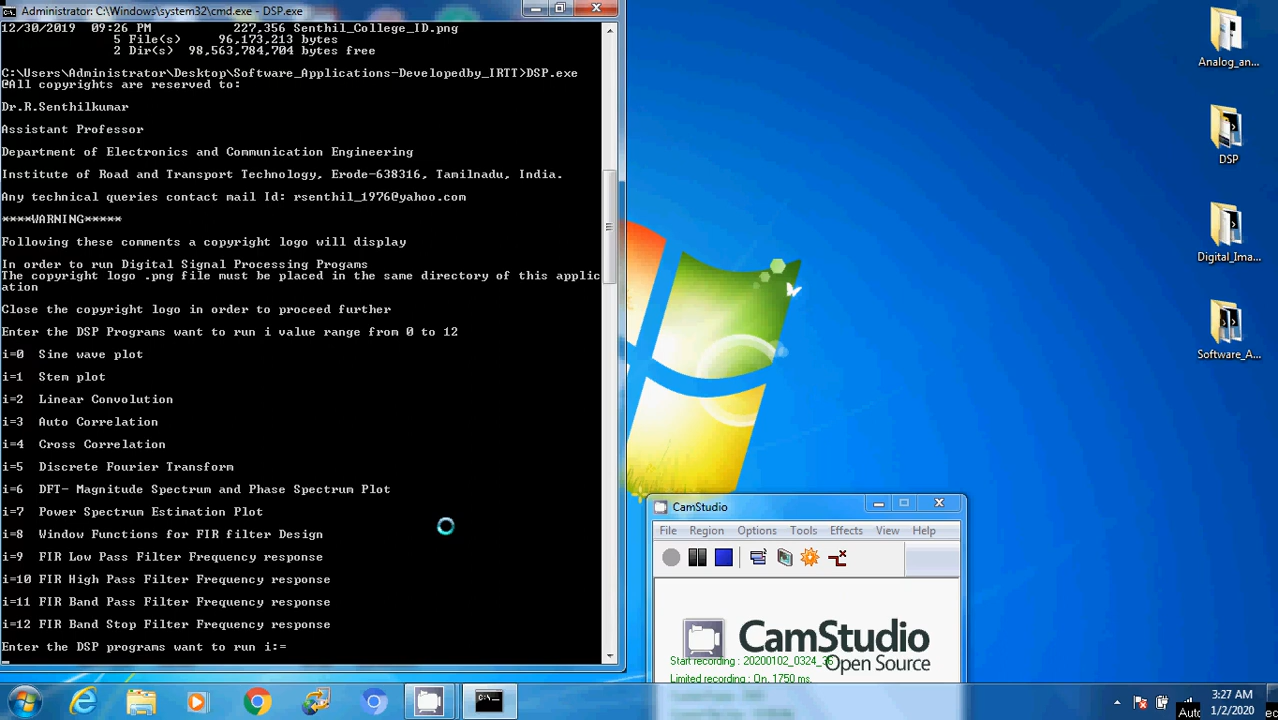 Administrator: C:\Windows\system32\cmd.exe - DSP.exe
12/30/2019  09:26 PM           227,356 Senthil_College_ID.png
5 File(s)     96,173,213 bytes
2 Dir(s)  98,563,784,704 bytes free
C:\Users\Administrator\Desktop\Software_Applications-Developedby_IRTT>DSP.exe
@All copyrights are reserved to:
Dr.R.Senthilkumar
Assistant Professor
Department of Electronics and Communication Engineering
Institute of Road and Transport Technology, Erode-638316, Tamilnadu, India.
Any technical queries contact mail Id: rsenthil_1976@yahoo.com
****WARNING*****
Following these comments a copyright logo will display
In order to run Digital Signal Processing Progams
The copyright logo .png file must be placed in the same directory of this applic
ation
Close the copyright logo in order to proceed further
Enter the DSP Programs want to run i value range from 0 to 12
i=0  Sine wave plot
i=1  Stem plot
i=2  Linear Convolution
i=3  Auto Correlation
i=4  Cross Correlation
i=5  Discrete Fourier Transform
i=6  DFT- Magnitude Spectrum and Phase Spectrum Plot
i=7  Power Spectrum Estimation Plot
i=8  Window Functions for FIR filter Design
i=9  FIR Low Pass Filter Frequency response
i=10 FIR High Pass Filter Frequency response
i=11 FIR Band Pass Filter Frequency response
i=12 FIR Band Stop Filter Frequency response
Enter the DSP programs want to run i:=
Analog_an...
DSP
Digital_Ima...
Software_A...
CamStudio
File Region Options Tools Effects View Help
CamStudio
Open Source
Start recording : 20200102_0324_36
Limited recording : On, 1750 ms.
C:\
3:27 AM
1/2/2020